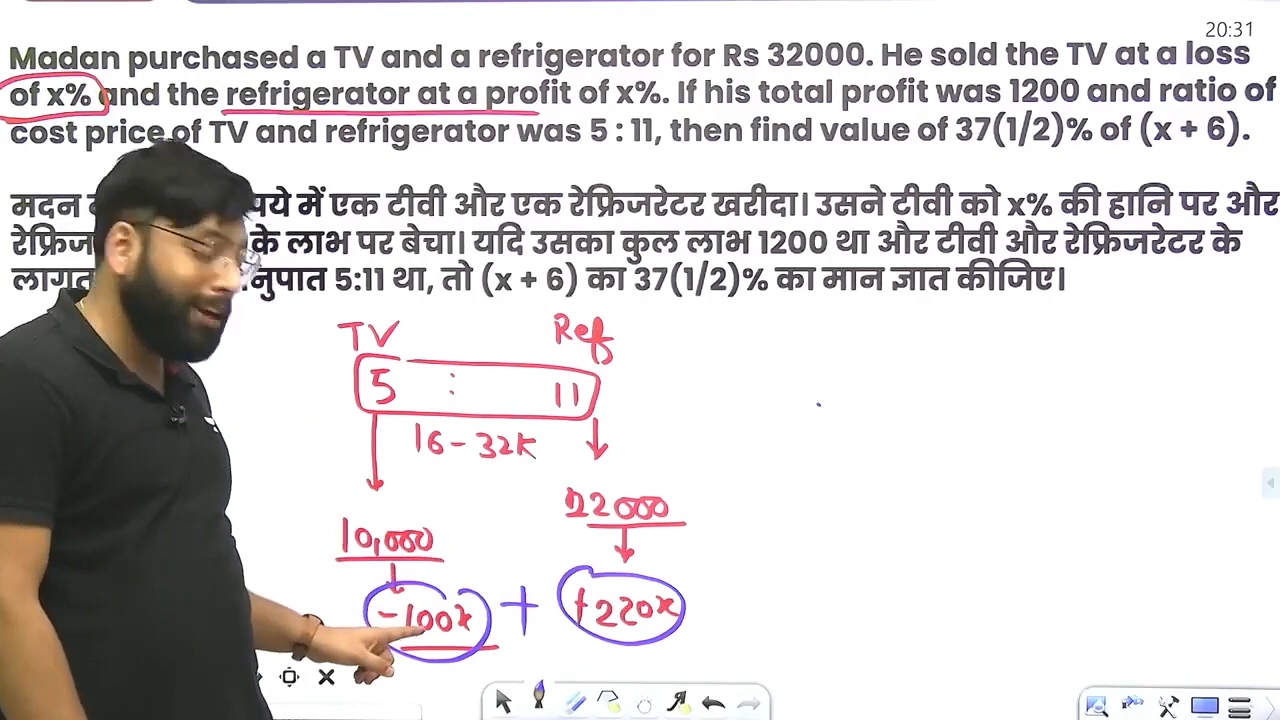 20:31
Madan purchased a TV and a refrigerator for Rs 32000. He sold the TV at a loss
of x% and the refrigerator at a profit of x%. If his total profit was 1200 and ratio of
cost price of TV and refrigerator was 5 : 11, then find value of 37(1/2)% of (x + 6).
मदन पये में एक टीवी और एक रेफ्रिजरेटर खरीदा। उसने टीवी को x% की हानि पर और
रेफ्रिज के लाभ पर बेचा। यदि उसका कुल लाभ 1200 था और टीवी और रेफ्रिजरेटर के
लागत नुपात 5:11 था, तो (x + 6) का 37(1/2)% का मान ज्ञात कीजिए।
TV Ref
5 : 11
16 - 32K
22000
10,000
-100x + +220x